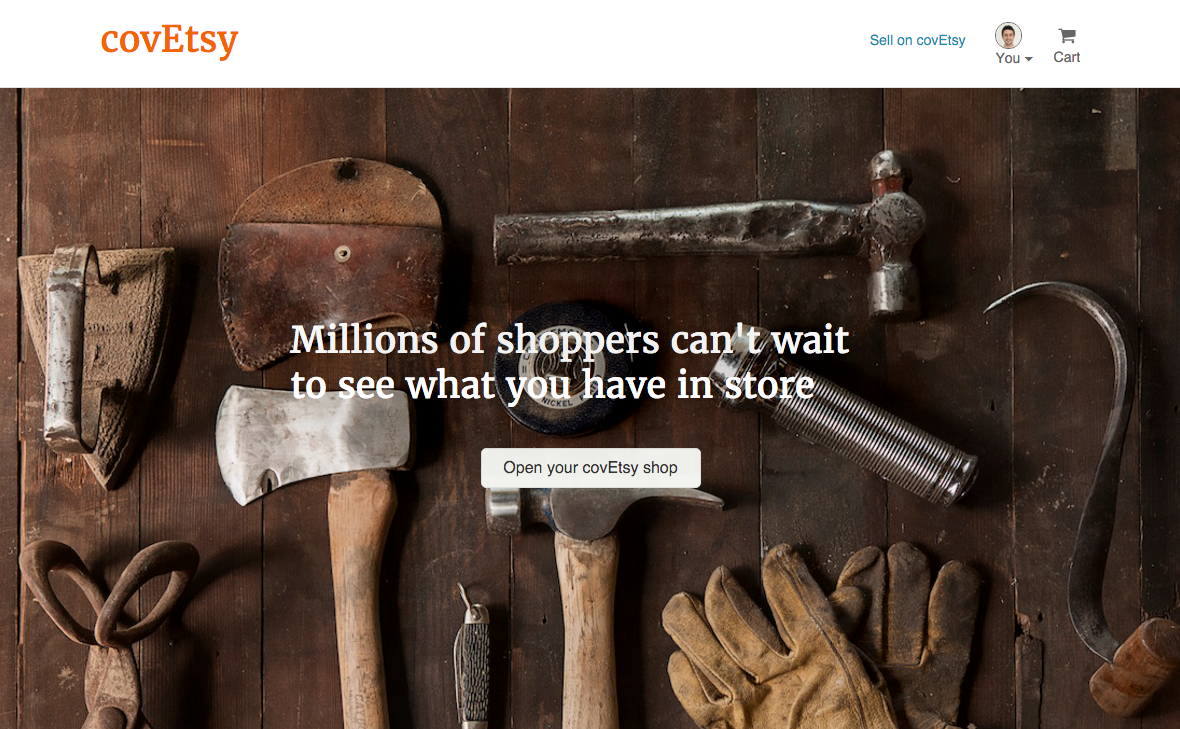 covEtsy
Sell on covEtsy
You
Cart
Millions of shoppers can't wait
to see what you have in store
NICKEL
Open your covEtsy shop